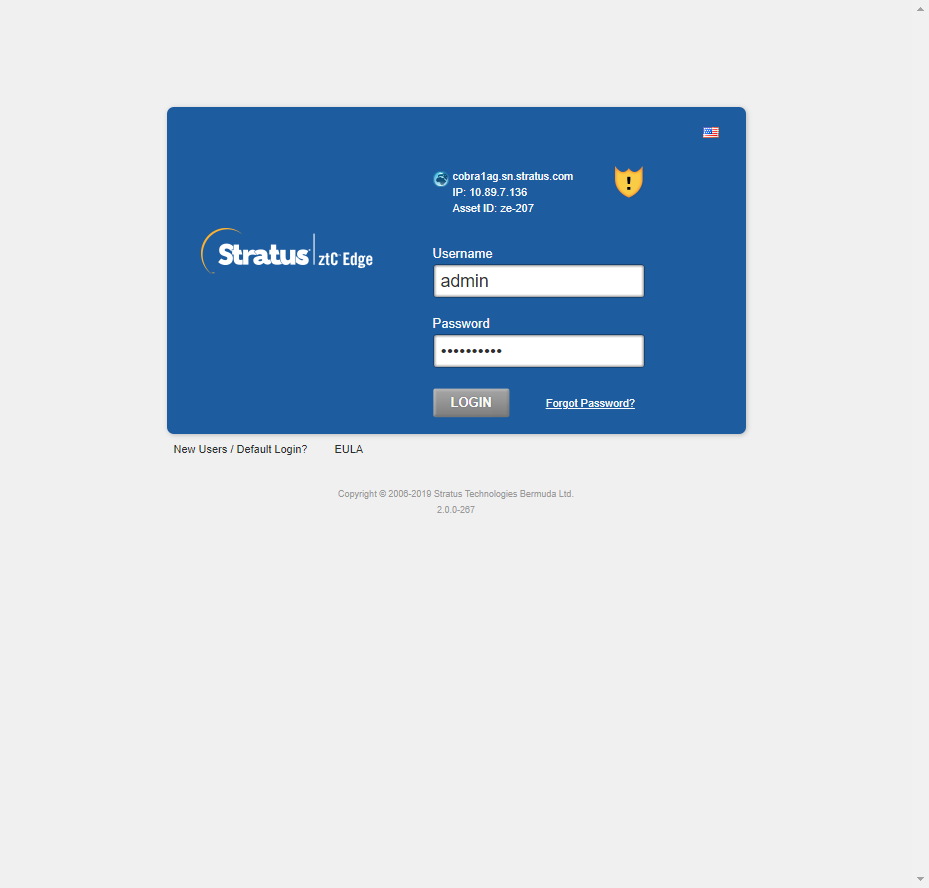 cobra1ag.sn.stratus.com
IP: 10.89.7.136
Asset ID: ze-207
!
Stratus ztC Edge
Username
admin
Password
••••••••••
LOGIN Forgot Password?
New Users / Default Login? EULA
Copyright © 2006-2019 Stratus Technologies Bermuda Ltd.
2.0.0-267